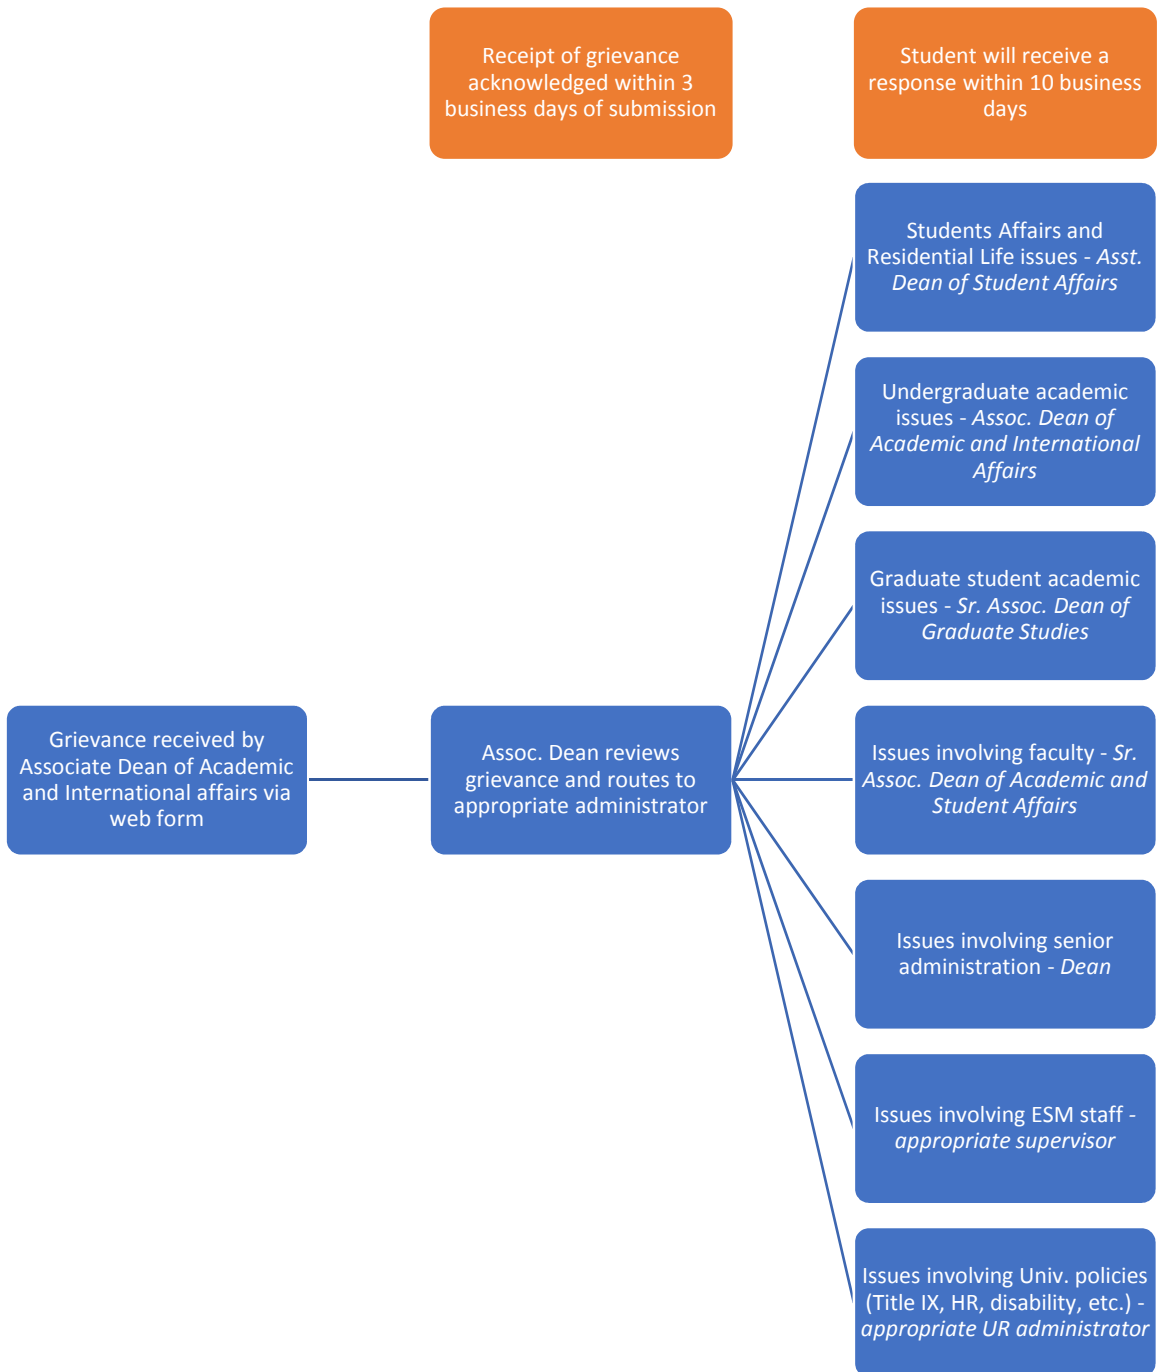 Receipt of grievance
acknowledged within 3
business days of submission
Student will receive a
response within 10 business
days
Students Affairs and
Residential Life issues - Asst.
Dean of Student Affairs
Undergraduate academic
issues - Assoc. Dean of
Academic and International
Affairs
Graduate student academic
issues - Sr. Assoc. Dean of
Graduate Studies
Grievance received by
Associate Dean of Academic
and International affairs via
web form
Assoc. Dean reviews
grievance and routes to
appropriate administrator
Issues involving faculty - Sr.
Assoc. Dean of Academic and
Student Affairs
Issues involving senior
administration - Dean
Issues involving ESM staff -
appropriate supervisor
Issues involving Univ. policies
(Title IX, HR, disability, etc.) -
appropriate UR administrator